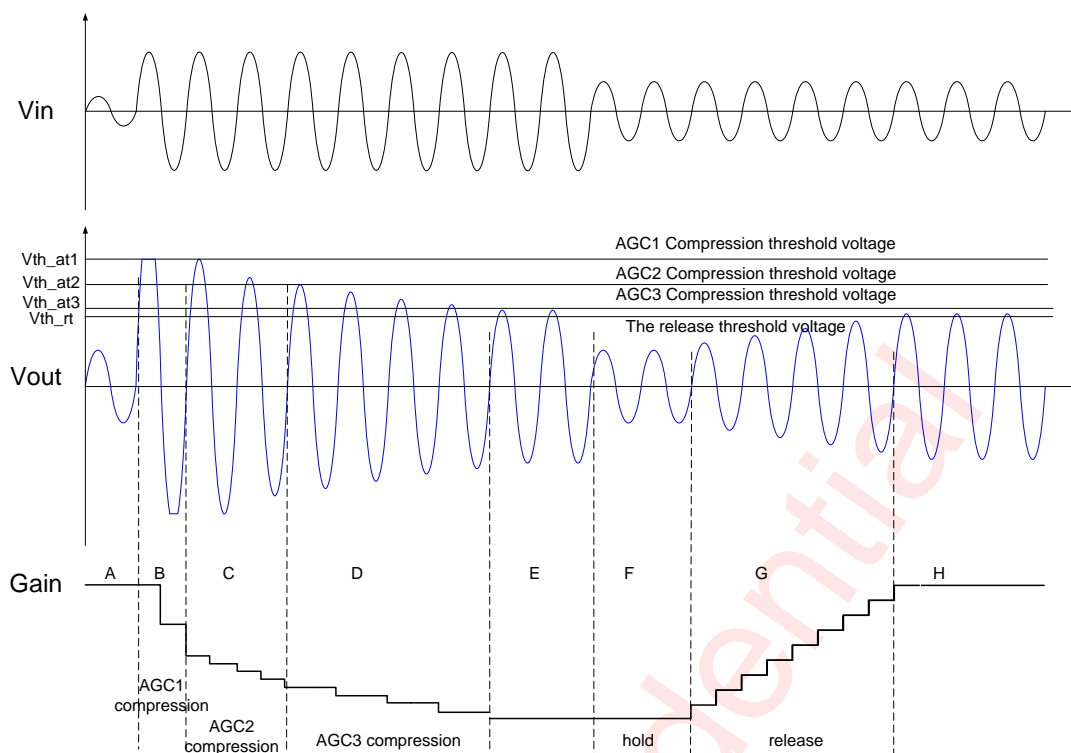 Vin
AGC1 Compression threshold voltage
Vth_at1
AGC2 Compression threshold voltage
Vth_at2
AGC3 Compression threshold voltage
Vth_at3
Vth_rt
The release threshold voltage
Vout
Gain
A B C D E F G H
AGC1
compression
AGC2
compression
AGC3 compression
hold
release
dential